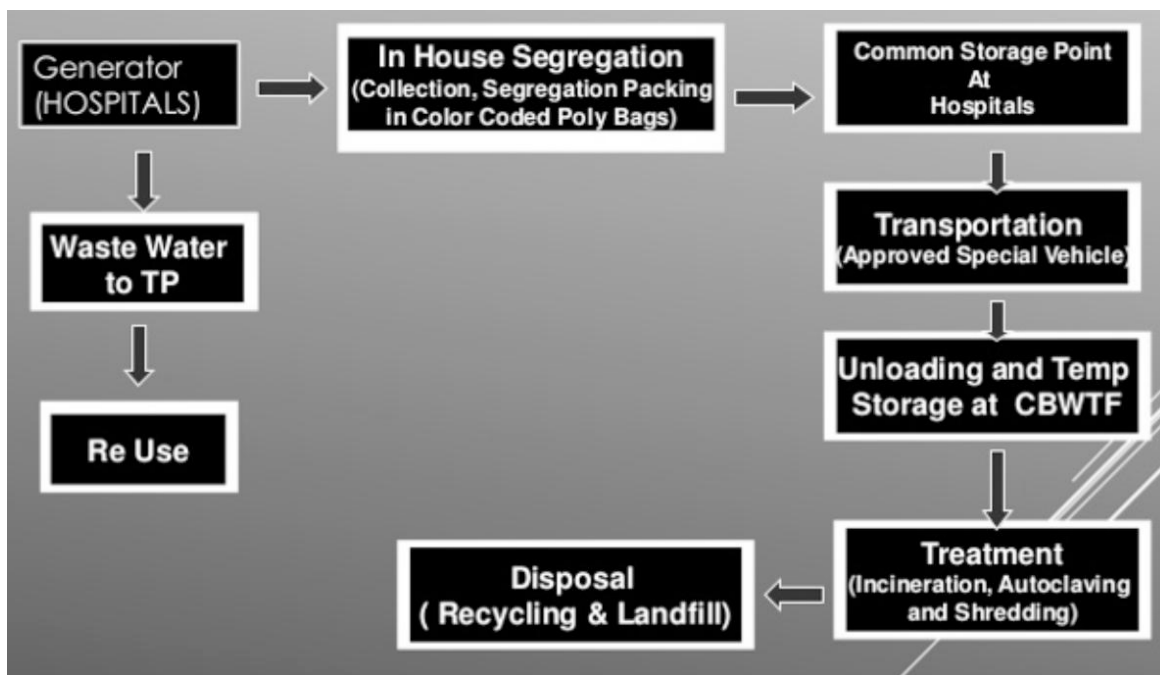 Generator
(HOSPITALS)
In House Segregation
(Collection, Segregation Packing
in Color Coded Poly Bags)
Common Storage Point
At
Hospitals
Transportation
(Approved Special Vehicle)
Unloading and Temp
Storage at CBWTF
Treatment
(Incineration, Autoclaving
and Shredding)
Disposal
( Recycling & Landfill)
Waste Water
to TP
Re Use